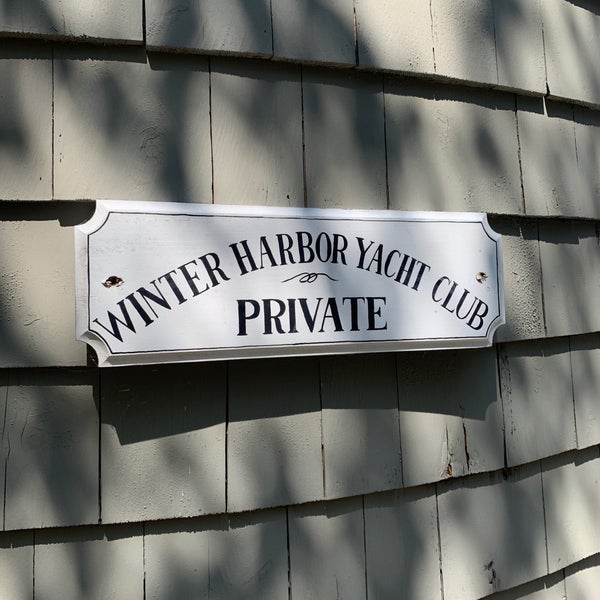 WINTER HARBOR YACHT CLUB
PRIVATE